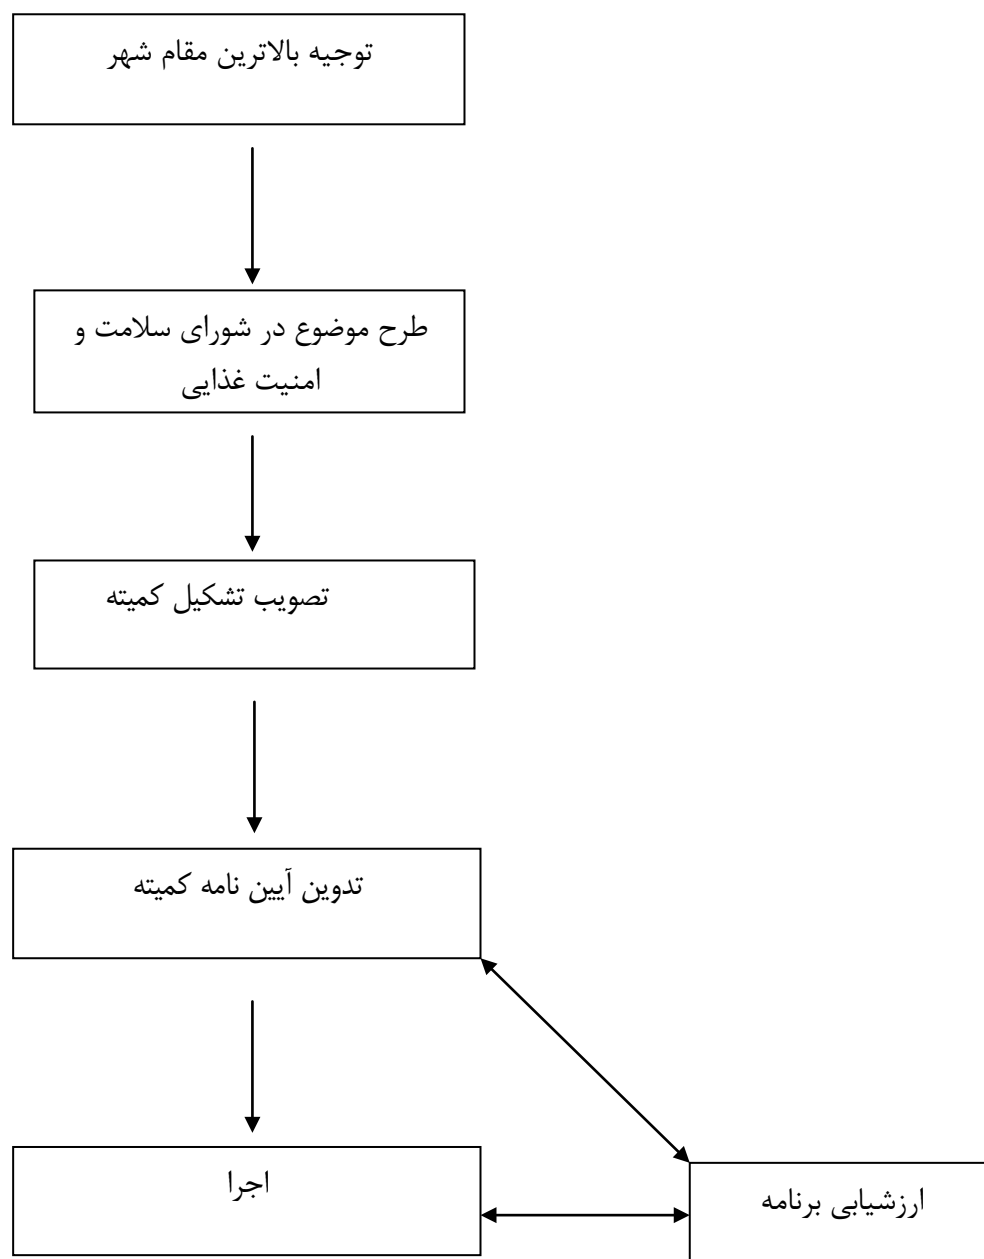 توجیه بالاترین مقام شهر
طرح موضوع در شورای سلامت و
امنیت غذایی
تصویب تشکیل کمیته
تدوین آیین نامه کمیته
اجرا
ارزشیابی برنامه